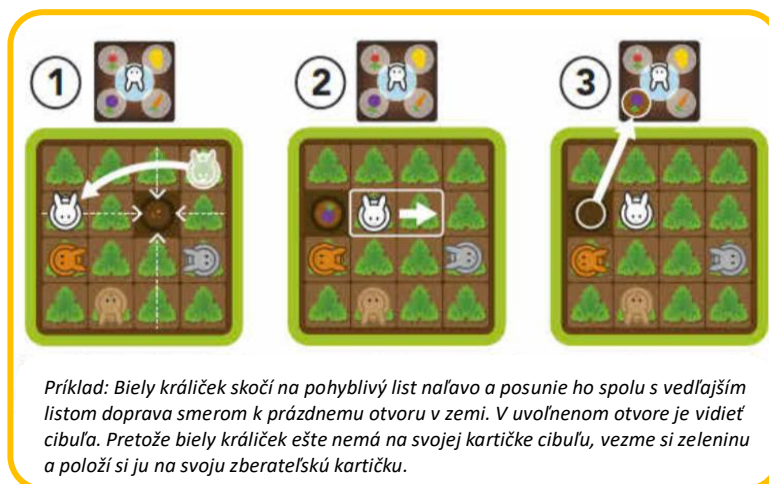 1 2 3
Príklad: Biely králiček skočí na pohyblivý list naľavo a posunie ho spolu s vedľajším
listom doprava smerom k prázdnemu otvoru v zemi. V uvoľnenom otvore je vidieť
cibuľa. Pretože biely králiček ešte nemá na svojej kartičke cibuľu, vezme si zeleninu
a položí si ju na svoju zberateľskú kartičku.